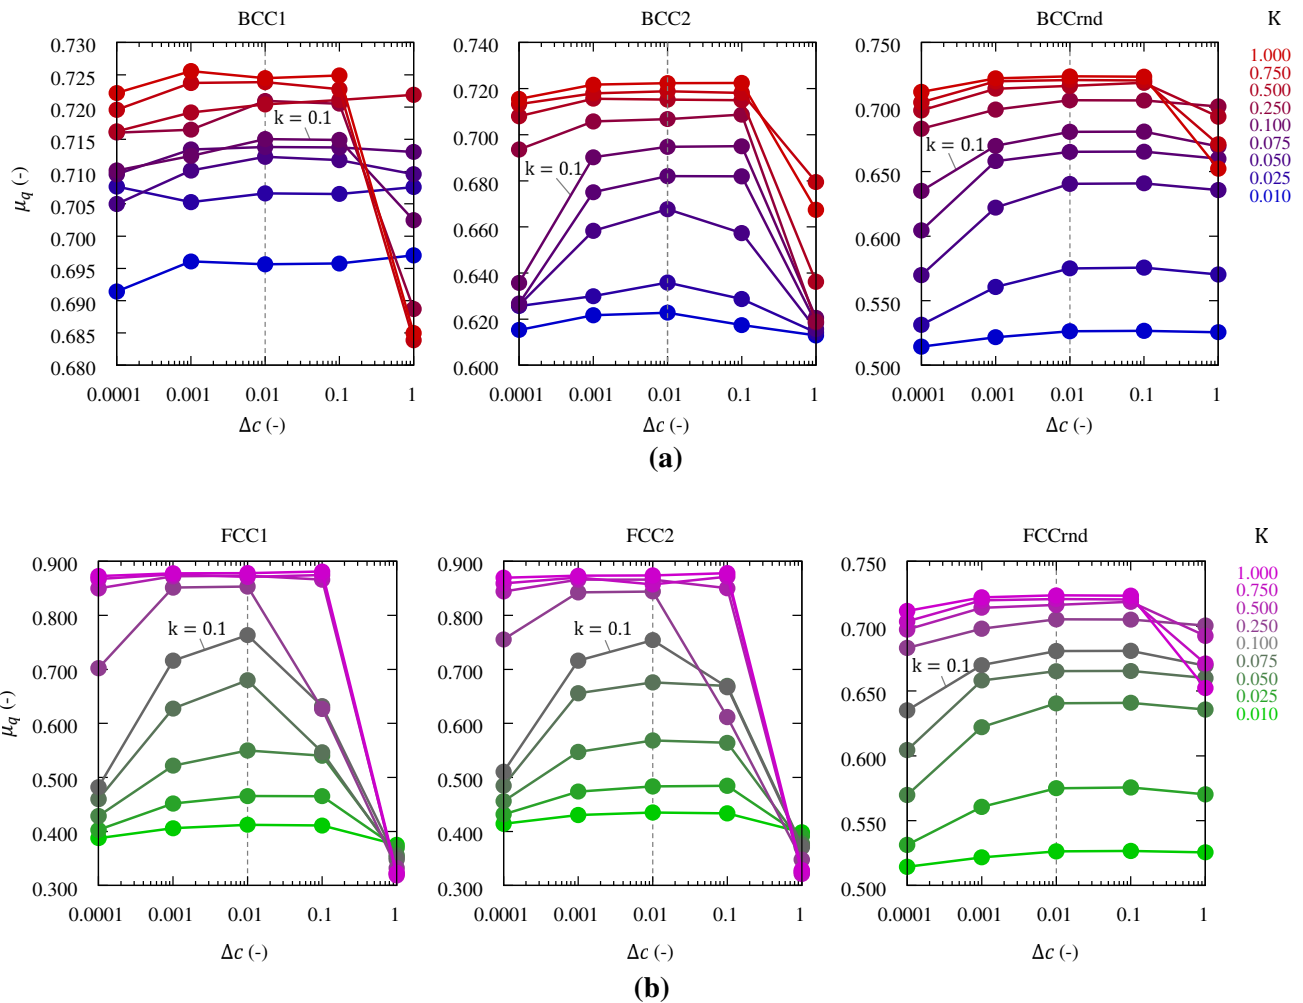 BCC1
BCC2
BCCrnd
K
0.730
0.725
0.720
0.715
0.710
0.705
0.700
0.695
0.690
0.685
0.680
μq (-)
k = 0.1
0.0001 0.001 0.01 0.1 1
Δc (-)
0.740
0.720
0.700
0.680
0.660
0.640
0.620
0.600
k = 0.1
0.0001 0.001 0.01 0.1 1
Δc (-)
0.750
0.700
0.650
0.600
0.550
0.500
k = 0.1
0.0001 0.001 0.01 0.1 1
Δc (-)
1.000
0.750
0.500
0.250
0.100
0.075
0.050
0.025
0.010
(a)
FCC1
FCC2
FCCrnd
K
0.900
0.800
0.700
0.600
0.500
0.400
0.300
μq (-)
k = 0.1
0.0001 0.001 0.01 0.1 1
Δc (-)
0.900
0.800
0.700
0.600
0.500
0.400
0.300
k = 0.1
0.0001 0.001 0.01 0.1 1
Δc (-)
0.750
0.700
0.650
0.600
0.550
0.500
k = 0.1
0.0001 0.001 0.01 0.1 1
Δc (-)
1.000
0.750
0.500
0.250
0.100
0.075
0.050
0.025
0.010
(b)